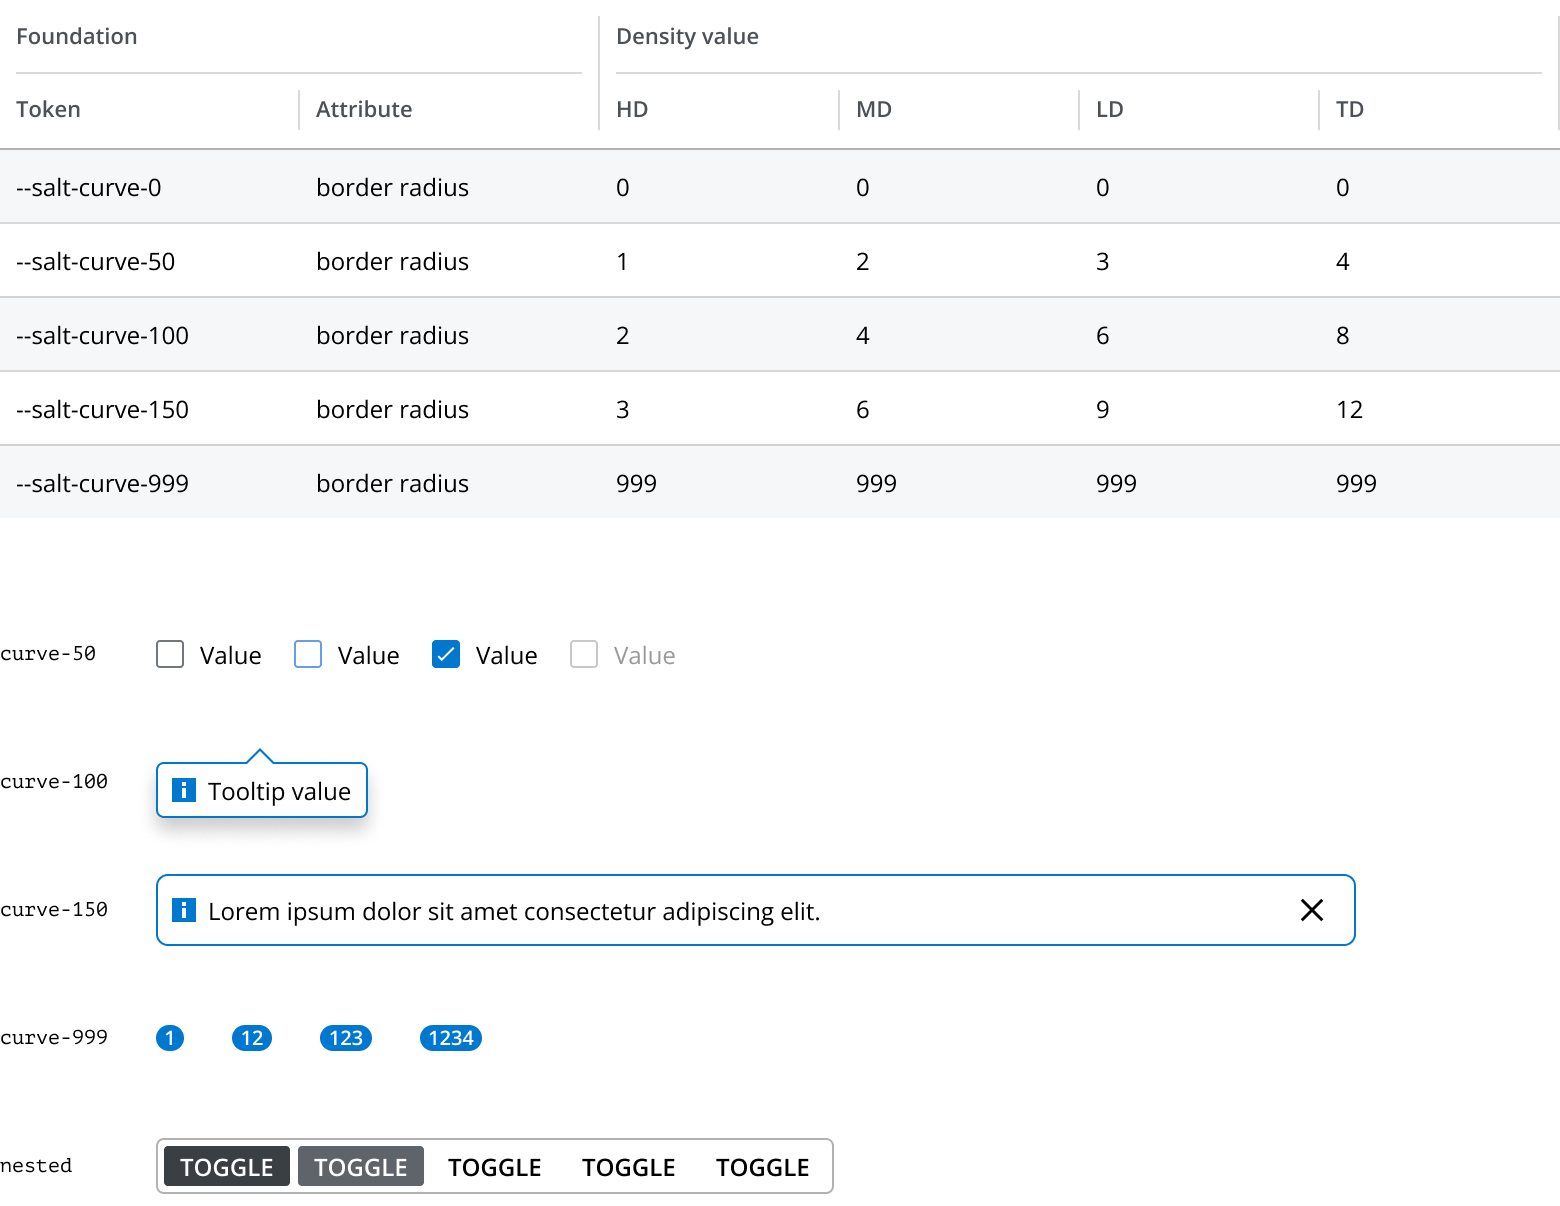 Foundation Density value
Token Attribute HD MD LD TD
--salt-curve-0 border radius 0 0 0 0
--salt-curve-50 border radius 1 2 3 4
--salt-curve-100 border radius 2 4 6 8
--salt-curve-150 border radius 3 6 9 12
--salt-curve-999 border radius 999 999 999 999
curve-50 Value Value Value Value
curve-100 Tooltip value
curve-150 Lorem ipsum dolor sit amet consectetur adipiscing elit.
curve-999 1 12 123 1234
nested TOGGLE TOGGLE TOGGLE TOGGLE TOGGLE